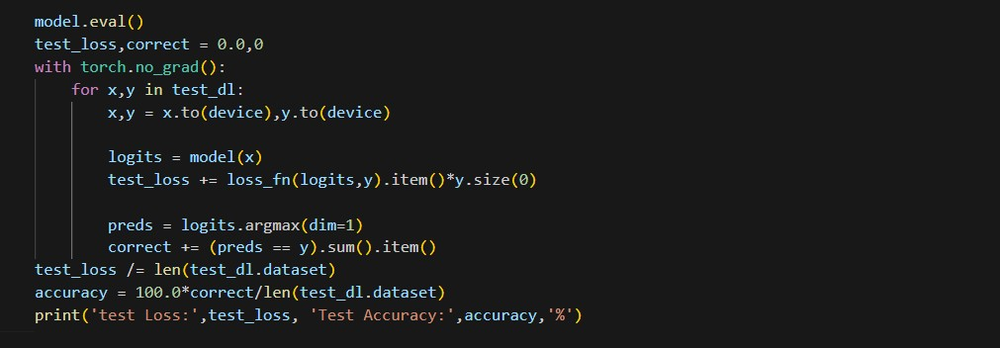 model.eval()
test_loss,correct = 0.0,0
with torch.no_grad():
    for x,y in test_dl:
        x,y = x.to(device),y.to(device)

        logits = model(x)
        test_loss += loss_fn(logits,y).item()*y.size(0)

        preds = logits.argmax(dim=1)
        correct += (preds == y).sum().item()
test_loss /= len(test_dl.dataset)
accuracy = 100.0*correct/len(test_dl.dataset)
print('test Loss:',test_loss, 'Test Accuracy:',accuracy,'%')